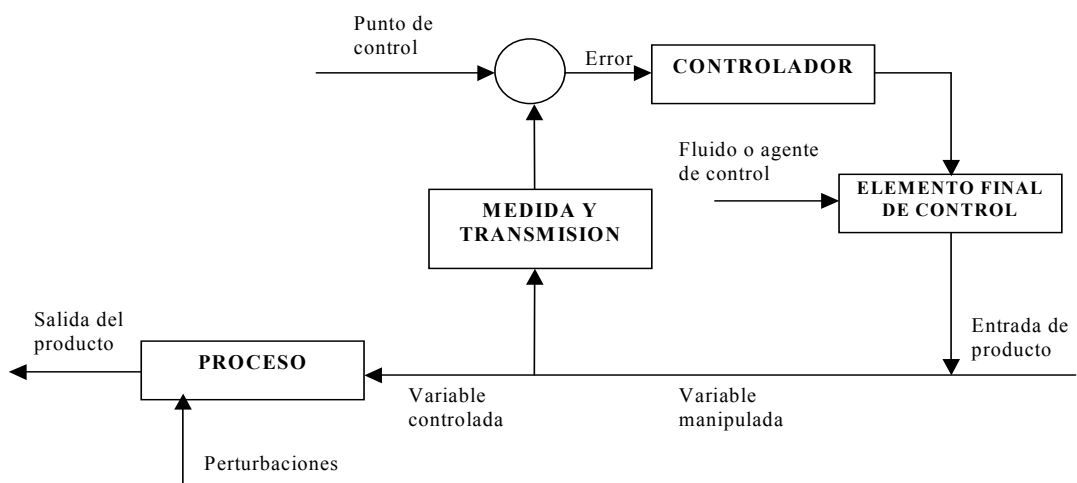 Punto de
control
Error
CONTROLADOR
Fluido o agente
de control
ELEMENTO FINAL
DE CONTROL
MEDIDA Y
TRANSMISION
Salida del
producto
PROCESO
Entrada de
producto
Variable
controlada
Variable
manipulada
Perturbaciones